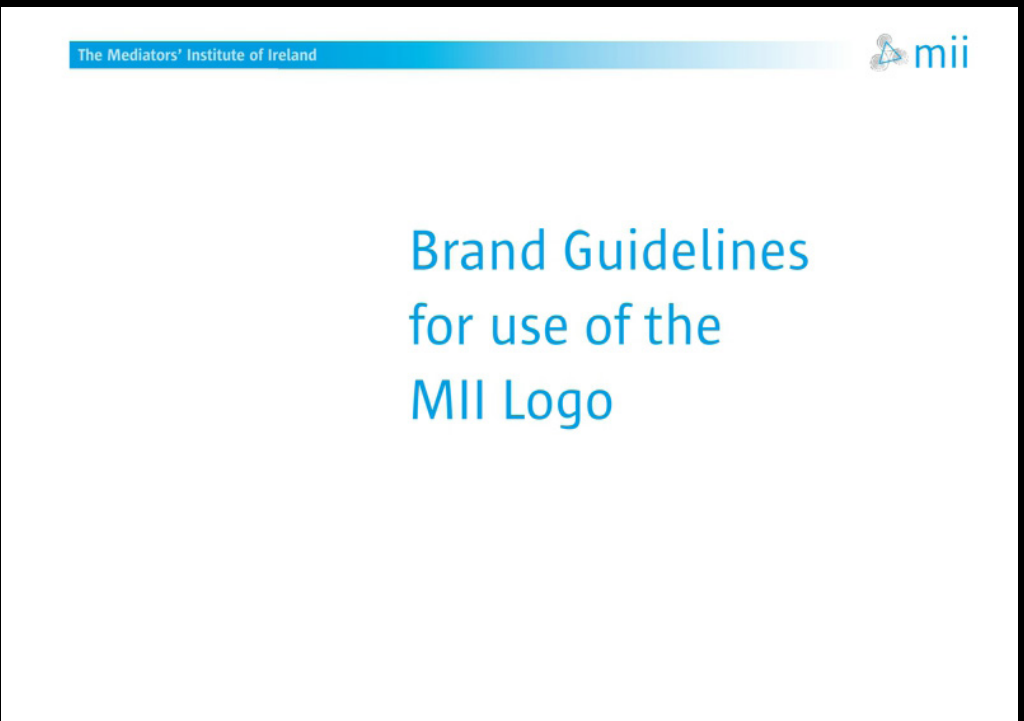 The Mediators' Institute of Ireland
mii
Brand Guidelines
for use of the
MII Logo